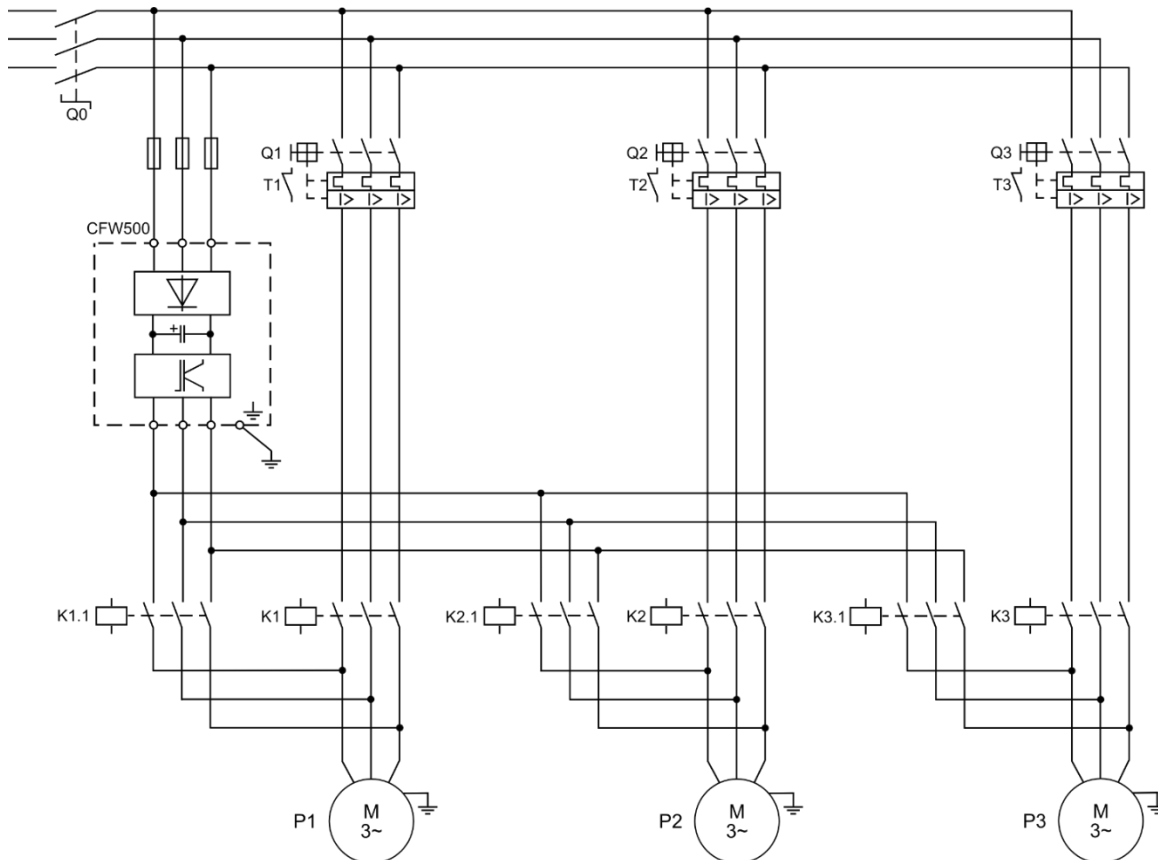 Q0
Q1
Q2
Q3
T1
I> I> I>
T2
I> I> I>
T3
I> I> I>
CFW500
+
K1.1
K1
K2.1
K2
K3.1
K3
P1
M
3~
P2
M
3~
P3
M
3~